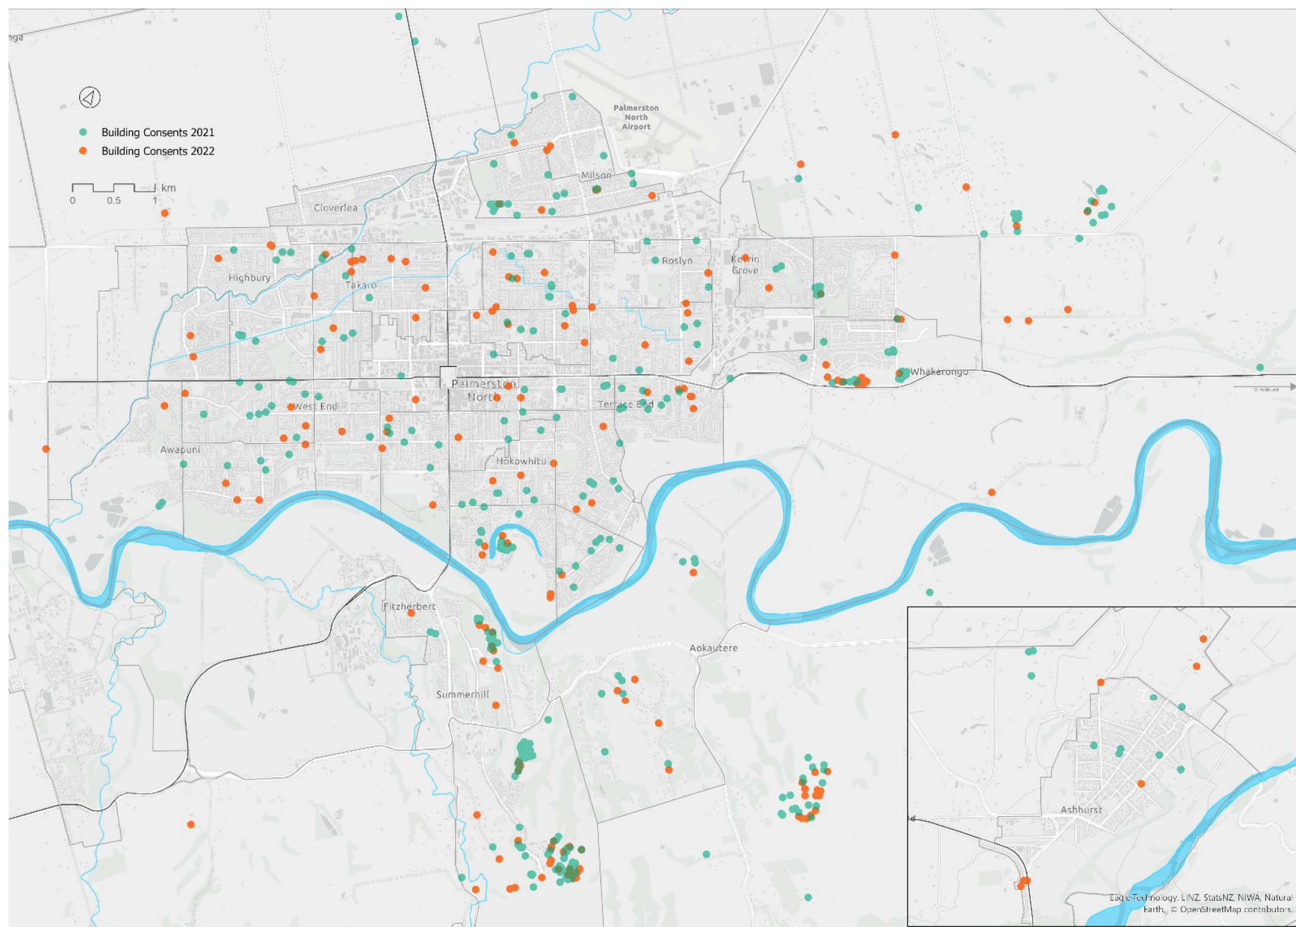 nga
Palmerston
North
Airport
Building Consents 2021
Building Consents 2022
km
0 0.5 1
Milson
Cloverlea
Highbury
Takaro
Roslyn
Kelvin
Grove
Whakarongo
Palmerston
North
West End
Terrace End
Awapuni
Hokowhitu
Fitzherbert
Aokautere
Summerhill
Ashhurst
Eagle Technology, LINZ, StatsNZ, NIWA, Natural
Earth, © OpenStreetMap contributors.